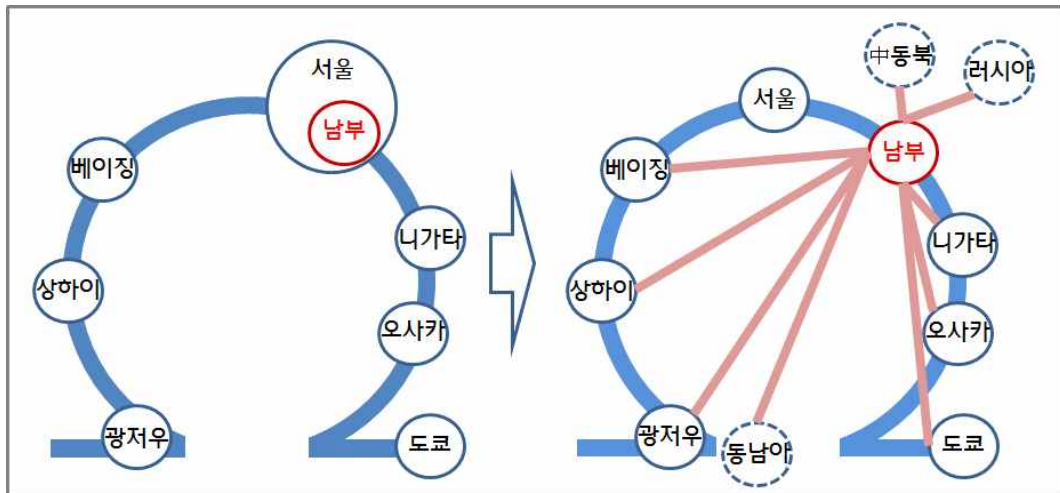 서울
남부
베이징
니가타
상하이
오사카
광저우
도쿄
中동북
러시아
서울
남부
베이징
니가타
상하이
오사카
광저우
동남아
도쿄